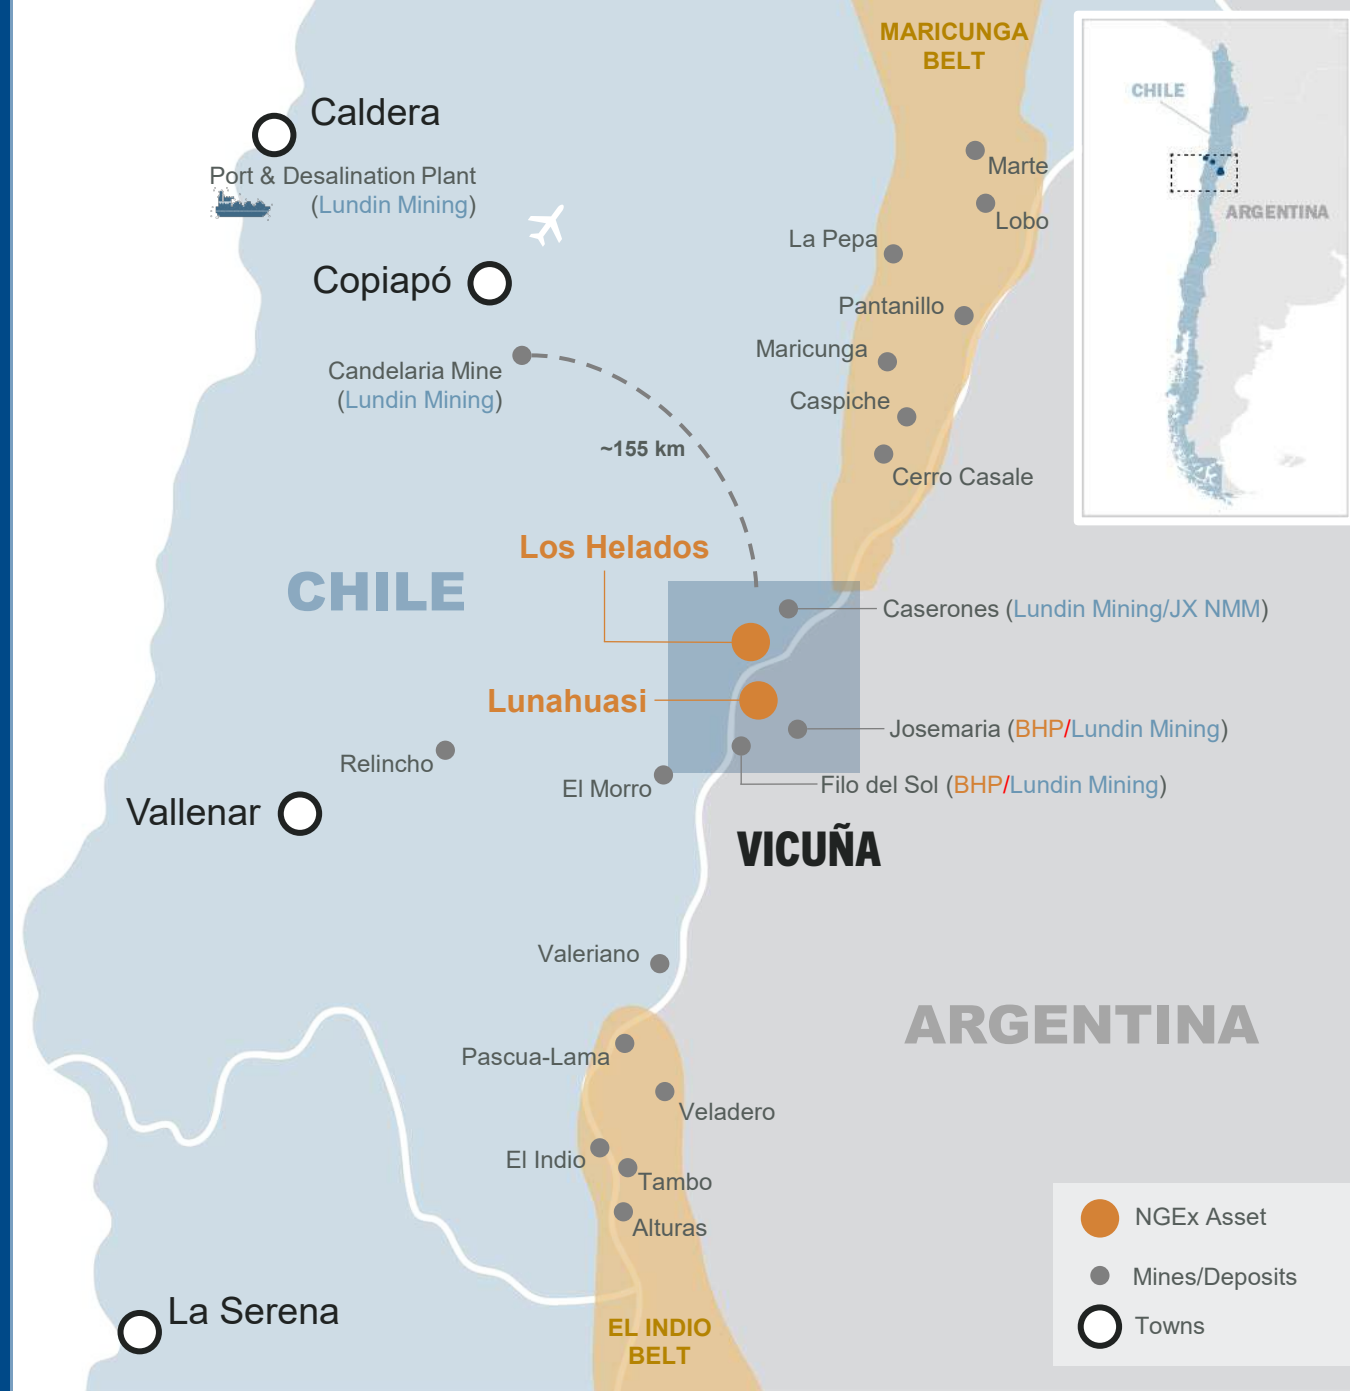 MARICUNGA
BELT
CHILE
ARGENTINA
Caldera
Port & Desalination Plant
(Lundin Mining)
Copiapó
Marte
Lobo
La Pepa
Pantanillo
Maricunga
Caspiche
Cerro Casale
Candelaria Mine
(Lundin Mining)
~155 km
Los Helados
CHILE
Caserones (Lundin Mining/JX NMM)
Lunahuasi
Josemaria (BHP/Lundin Mining)
Relincho
El Morro
Filo del Sol (BHP/Lundin Mining)
Vallenar
VICUÑA
Valeriano
ARGENTINA
Pascua-Lama
Veladero
El Indio
Tambo
Alturas
NGEx Asset
Mines/Deposits
Towns
La Serena
EL INDIO
BELT